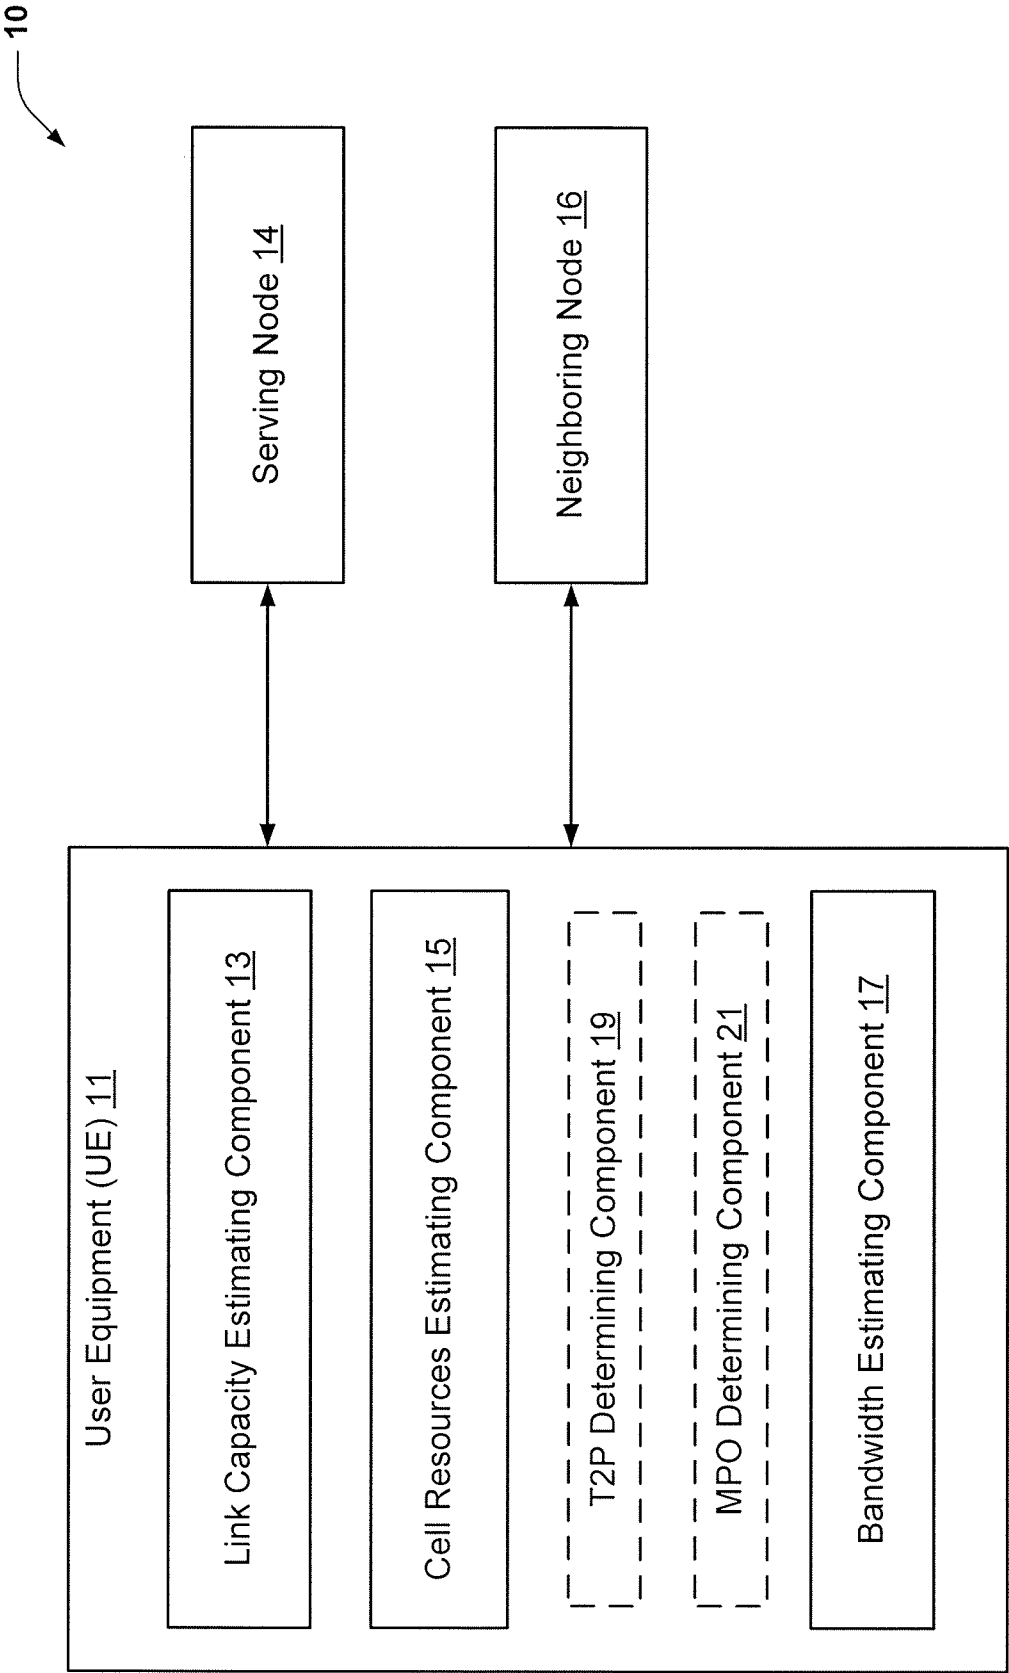 10
User Equipment (UE) 11
Link Capacity Estimating Component 13
Cell Resources Estimating Component 15
T2P Determining Component 19
MPO Determining Component 21
Bandwidth Estimating Component 17
Serving Node 14
Neighboring Node 16